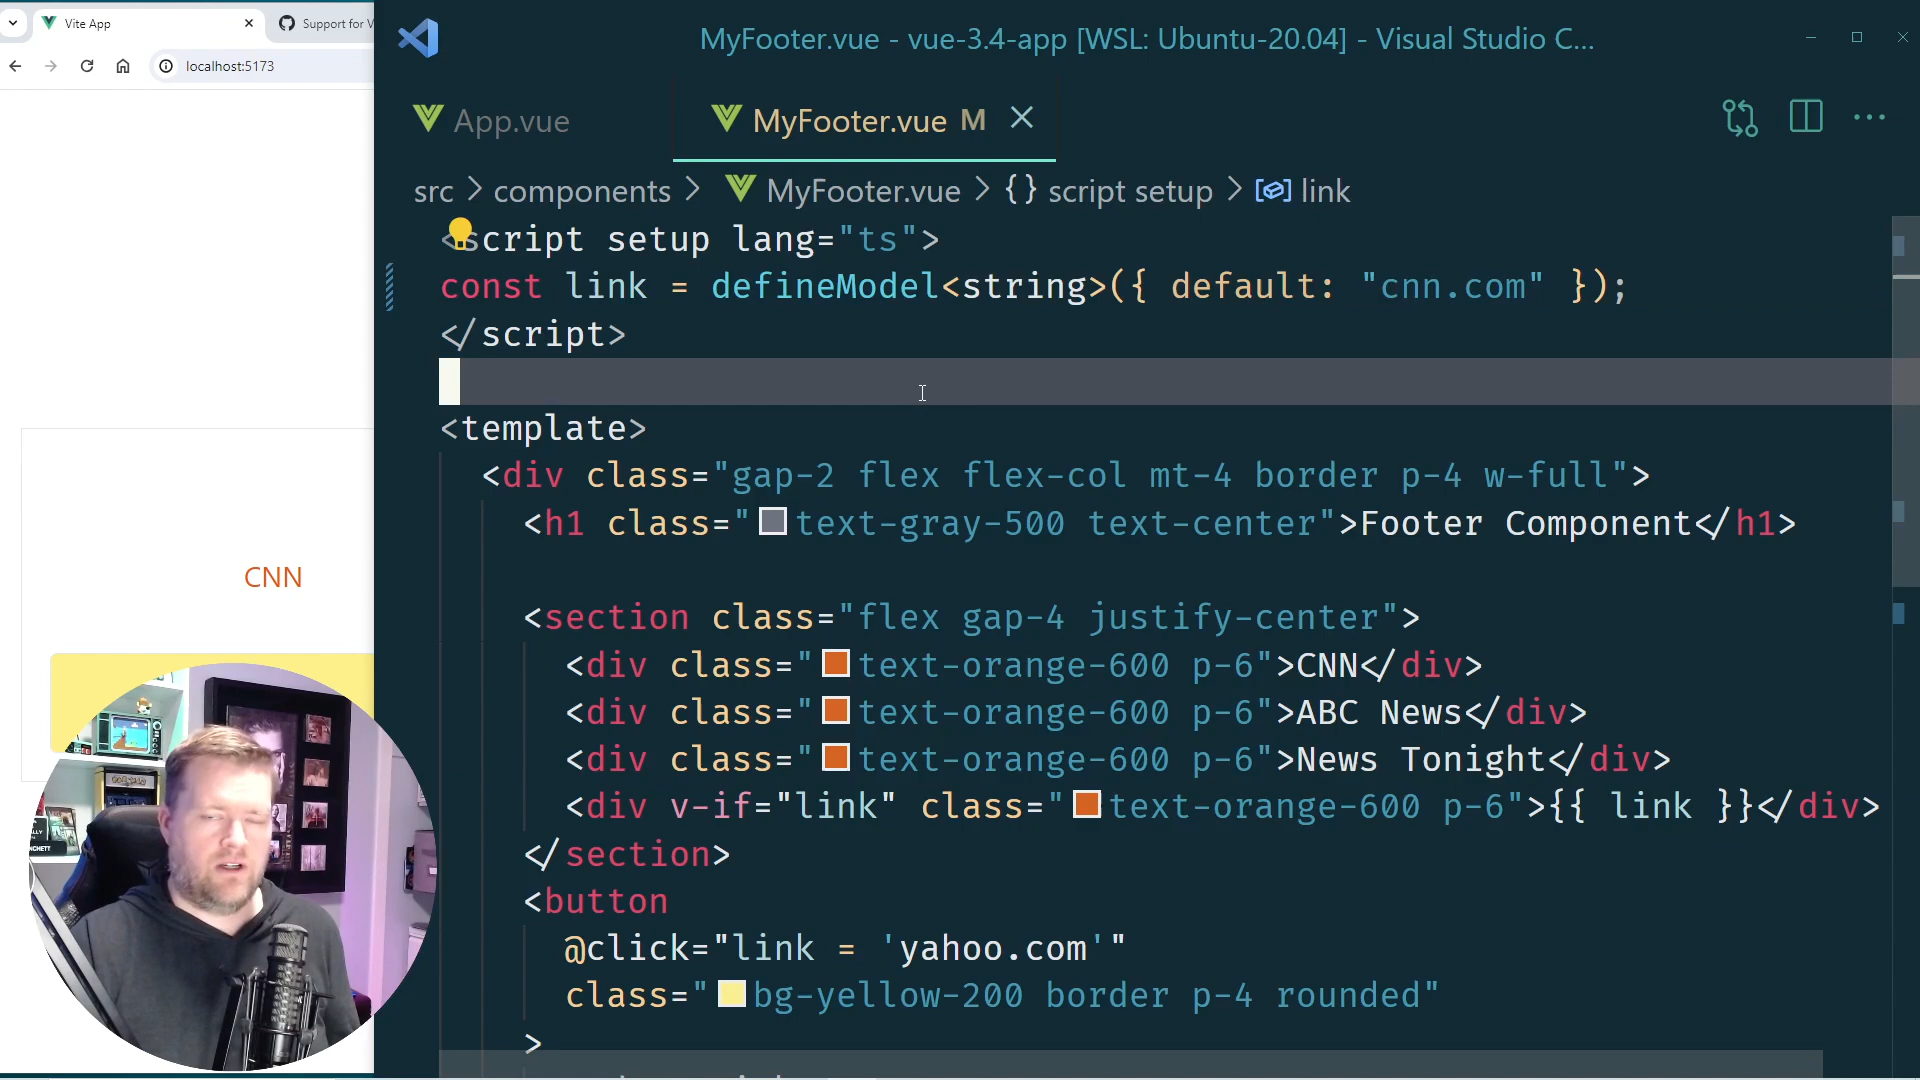 Vite App
Support for V
localhost:5173
CNN
MyFooter.vue - vue-3.4-app [WSL: Ubuntu-20.04] - Visual Studio C...
App.vue
MyFooter.vue M
src > components > MyFooter.vue > {} script setup > link
<script setup lang="ts">
const link = defineModel<string>({ default: "cnn.com" });
</script>
<template>
<div class="gap-2 flex flex-col mt-4 border p-4 w-full">
<h1 class="text-gray-500 text-center">Footer Component</h1>
<section class="flex gap-4 justify-center">
<div class="text-orange-600 p-6">CNN</div>
<div class="text-orange-600 p-6">ABC News</div>
<div class="text-orange-600 p-6">News Tonight</div>
<div v-if="link" class="text-orange-600 p-6">{{ link }}</div>
</section>
<button
@click="link = 'yahoo.com'"
class="bg-yellow-200 border p-4 rounded"
>